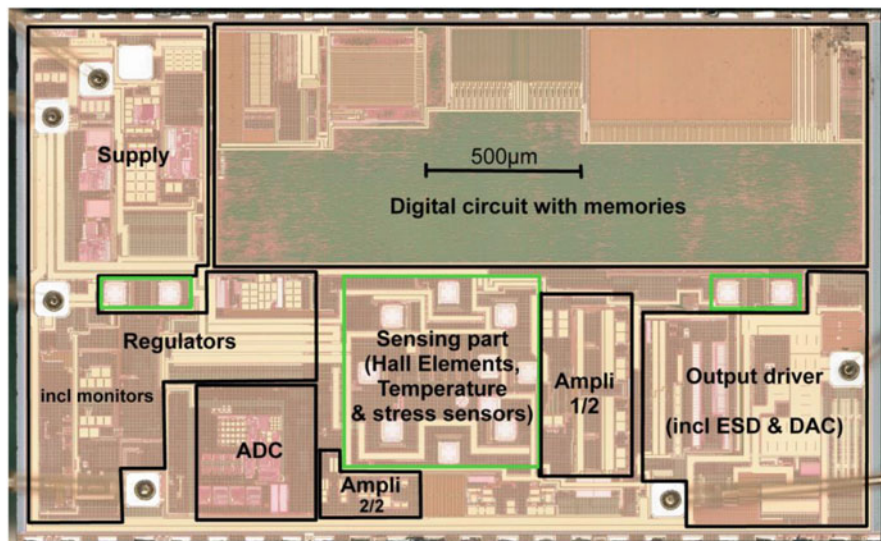 Supply
500µm
Digital circuit with memories
Regulators
incl monitors
Sensing part
(Hall Elements,
Temperature
& stress sensors)
Ampli
1/2
Output driver
(incl ESD & DAC)
ADC
Ampli
2/2